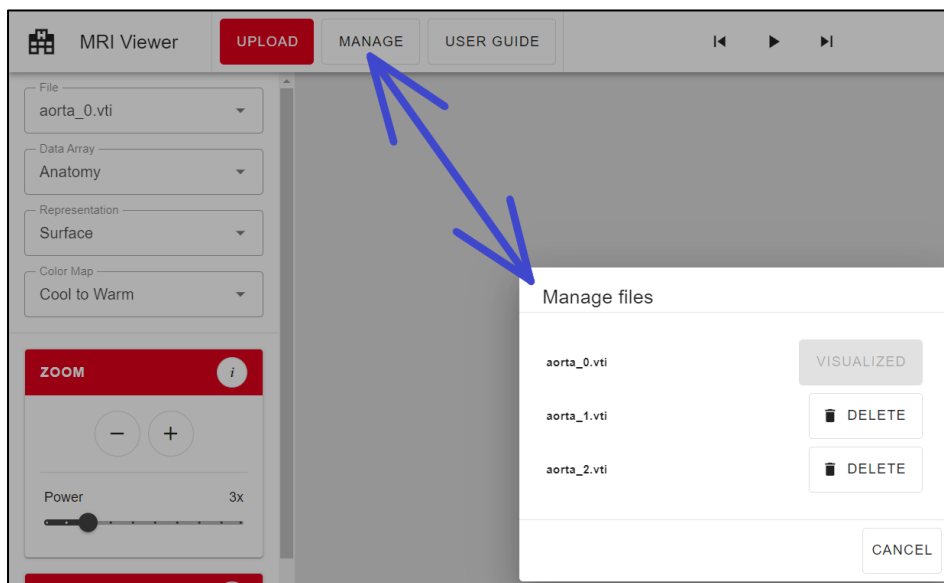 MRI Viewer
UPLOAD
MANAGE
USER GUIDE
File
aorta_0.vti
Data Array
Anatomy
Representation
Surface
Color Map
Cool to Warm
ZOOM
i
Power 3x
Manage files
aorta_0.vti VISUALIZED
aorta_1.vti DELETE
aorta_2.vti DELETE
CANCEL